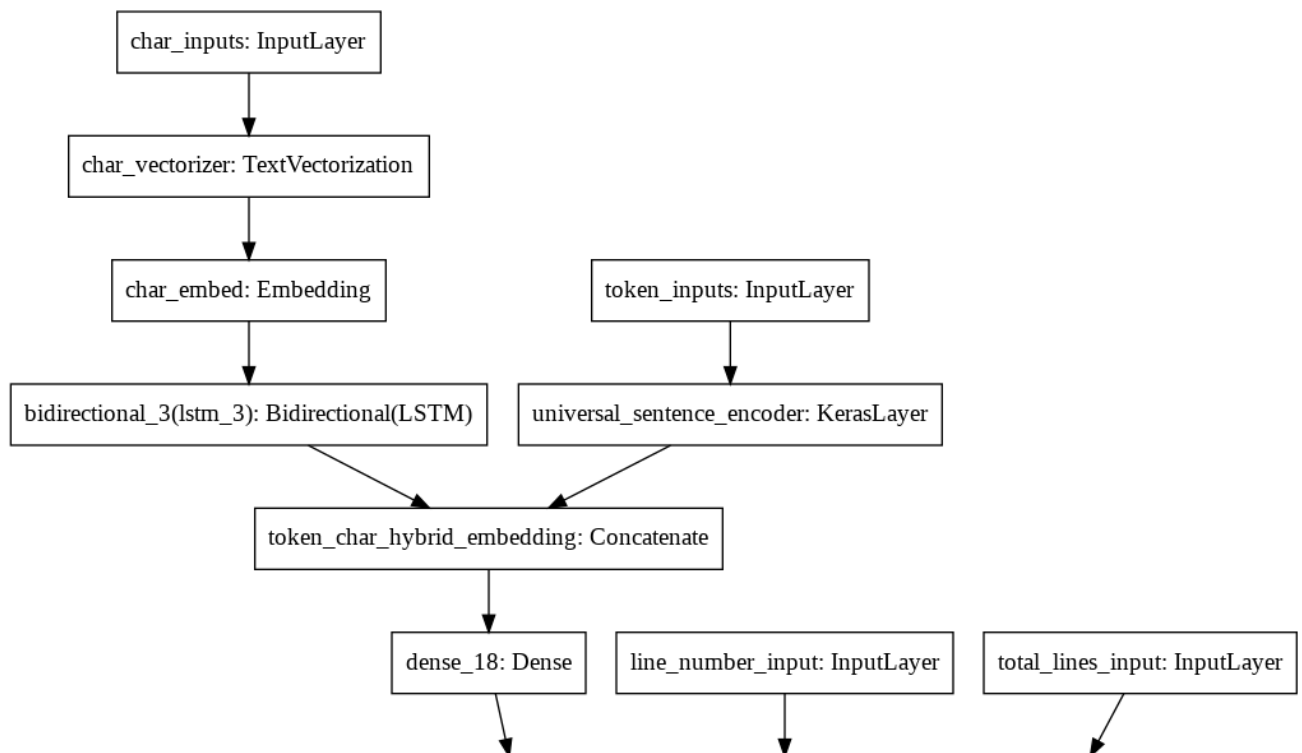 char_inputs: InputLayer
char_vectorizer: TextVectorization
char_embed: Embedding
token_inputs: InputLayer
bidirectional_3(lstm_3): Bidirectional(LSTM)
universal_sentence_encoder: KerasLayer
token_char_hybrid_embedding: Concatenate
dense_18: Dense
line_number_input: InputLayer
total_lines_input: InputLayer